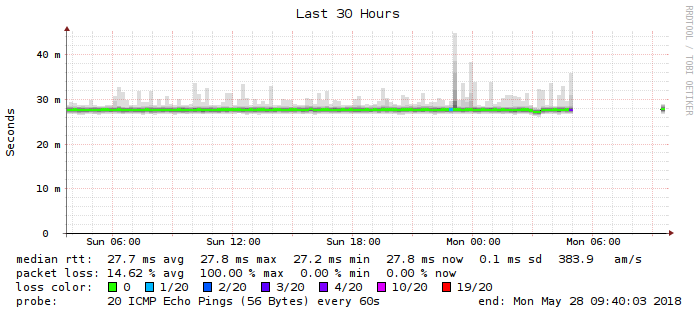 Last 30 Hours
RRDTOOL / TOBI OETIKER
Seconds
40 m
30 m
20 m
10 m
0
Sun 06:00 Sun 12:00 Sun 18:00 Mon 00:00 Mon 06:00
median rtt: 27.7 ms avg 27.8 ms max 27.2 ms min 27.8 ms now 0.1 ms sd 383.9 am/s
packet loss: 14.62 % avg 100.00 % max 0.00 % min 0.00 % now
loss color: 0 1/20 2/20 3/20 4/20 10/20 19/20
probe: 20 ICMP Echo Pings (56 Bytes) every 60s end: Mon May 28 09:40:03 2018